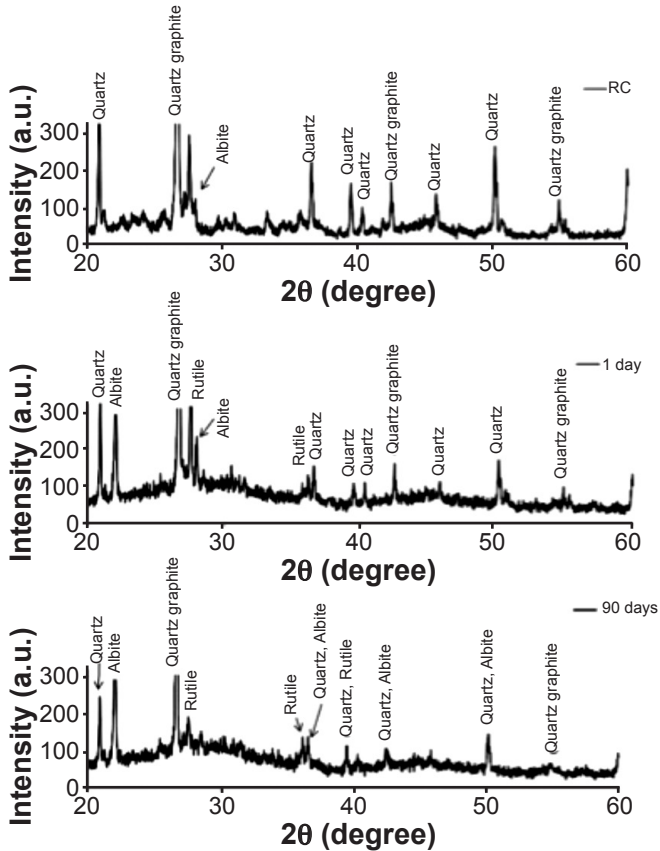 Intensity (a.u.)
300
200
100
0
Quartz
Quartz graphite
Albite
Quartz
Quartz
Quartz
Quartz graphite
Quartz
Quartz
Quartz graphite
RC
20 30 40 50 60
2θ (degree)
Intensity (a.u.)
300
200
100
0
Quartz
Albite
Quartz graphite
Rutile
Albite
Rutile
Quartz
Quartz
Quartz
Quartz graphite
Quartz
Quartz
Quartz graphite
1 day
20 30 40 50 60
2θ (degree)
Intensity (a.u.)
300
200
100
0
Quartz
Albite
Quartz graphite
Rutile
Rutile
Quartz, Albite
Quartz, Rutile
Quartz, Albite
Quartz, Albite
Quartz graphite
90 days
20 30 40 50 60
2θ (degree)